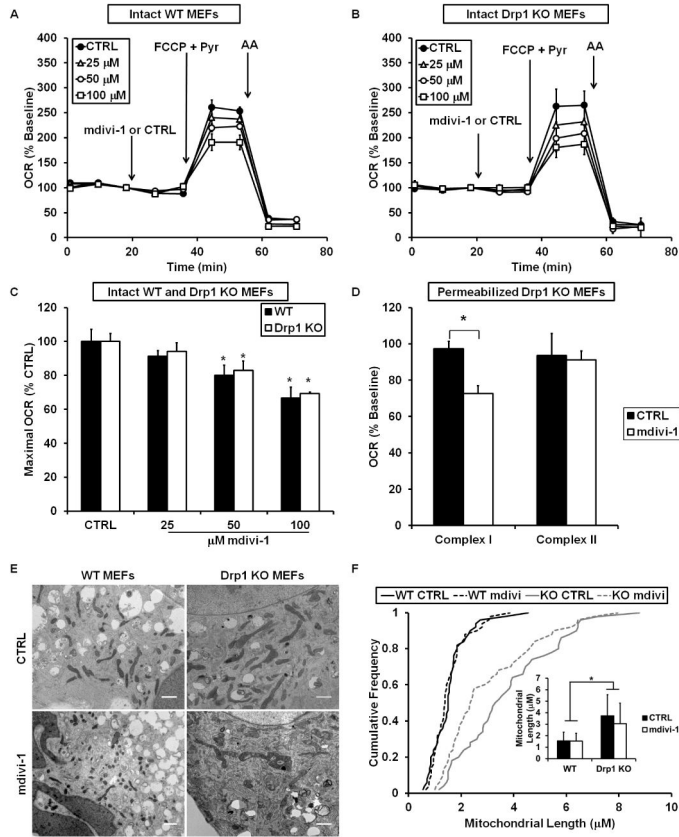 A
Intact WT MEFs
400
350
300
250
200
150
100
50
0
OCR (% Baseline)
CTRL
25 μM
50 μM
100 μM
FCCP + Pyr
AA
mdivi-1 or CTRL
0 20 40 60 80
Time (min)
B
Intact Drp1 KO MEFs
400
350
300
250
200
150
100
50
0
OCR (% Baseline)
CTRL
25 μM
50 μM
100 μM
FCCP + Pyr
AA
mdivi-1 or CTRL
0 20 40 60 80
Time (min)
C
Intact WT and Drp1 KO MEFs
120
100
80
60
40
20
0
Maximal OCR (% CTRL)
WT
Drp1 KO
* *
* *
CTRL 25 50 100
μM mdivi-1
D
Permeabilized Drp1 KO MEFs
120
100
80
60
40
20
0
OCR (% Baseline)
*
CTRL
mdivi-1
Complex I Complex II
E
WT MEFs Drp1 KO MEFs
CTRL
mdivi-1
F
WT CTRL WT mdivi KO CTRL KO mdivi
1
0.8
0.6
0.4
0.2
0
Cumulative Frequency
0 2 4 6 8 10
Mitochondrial Length (μM)
Mitochondrial
Length (μM)
7
6
5
4
3
2
1
0
*
CTRL
mdivi-1
WT Drp1 KO